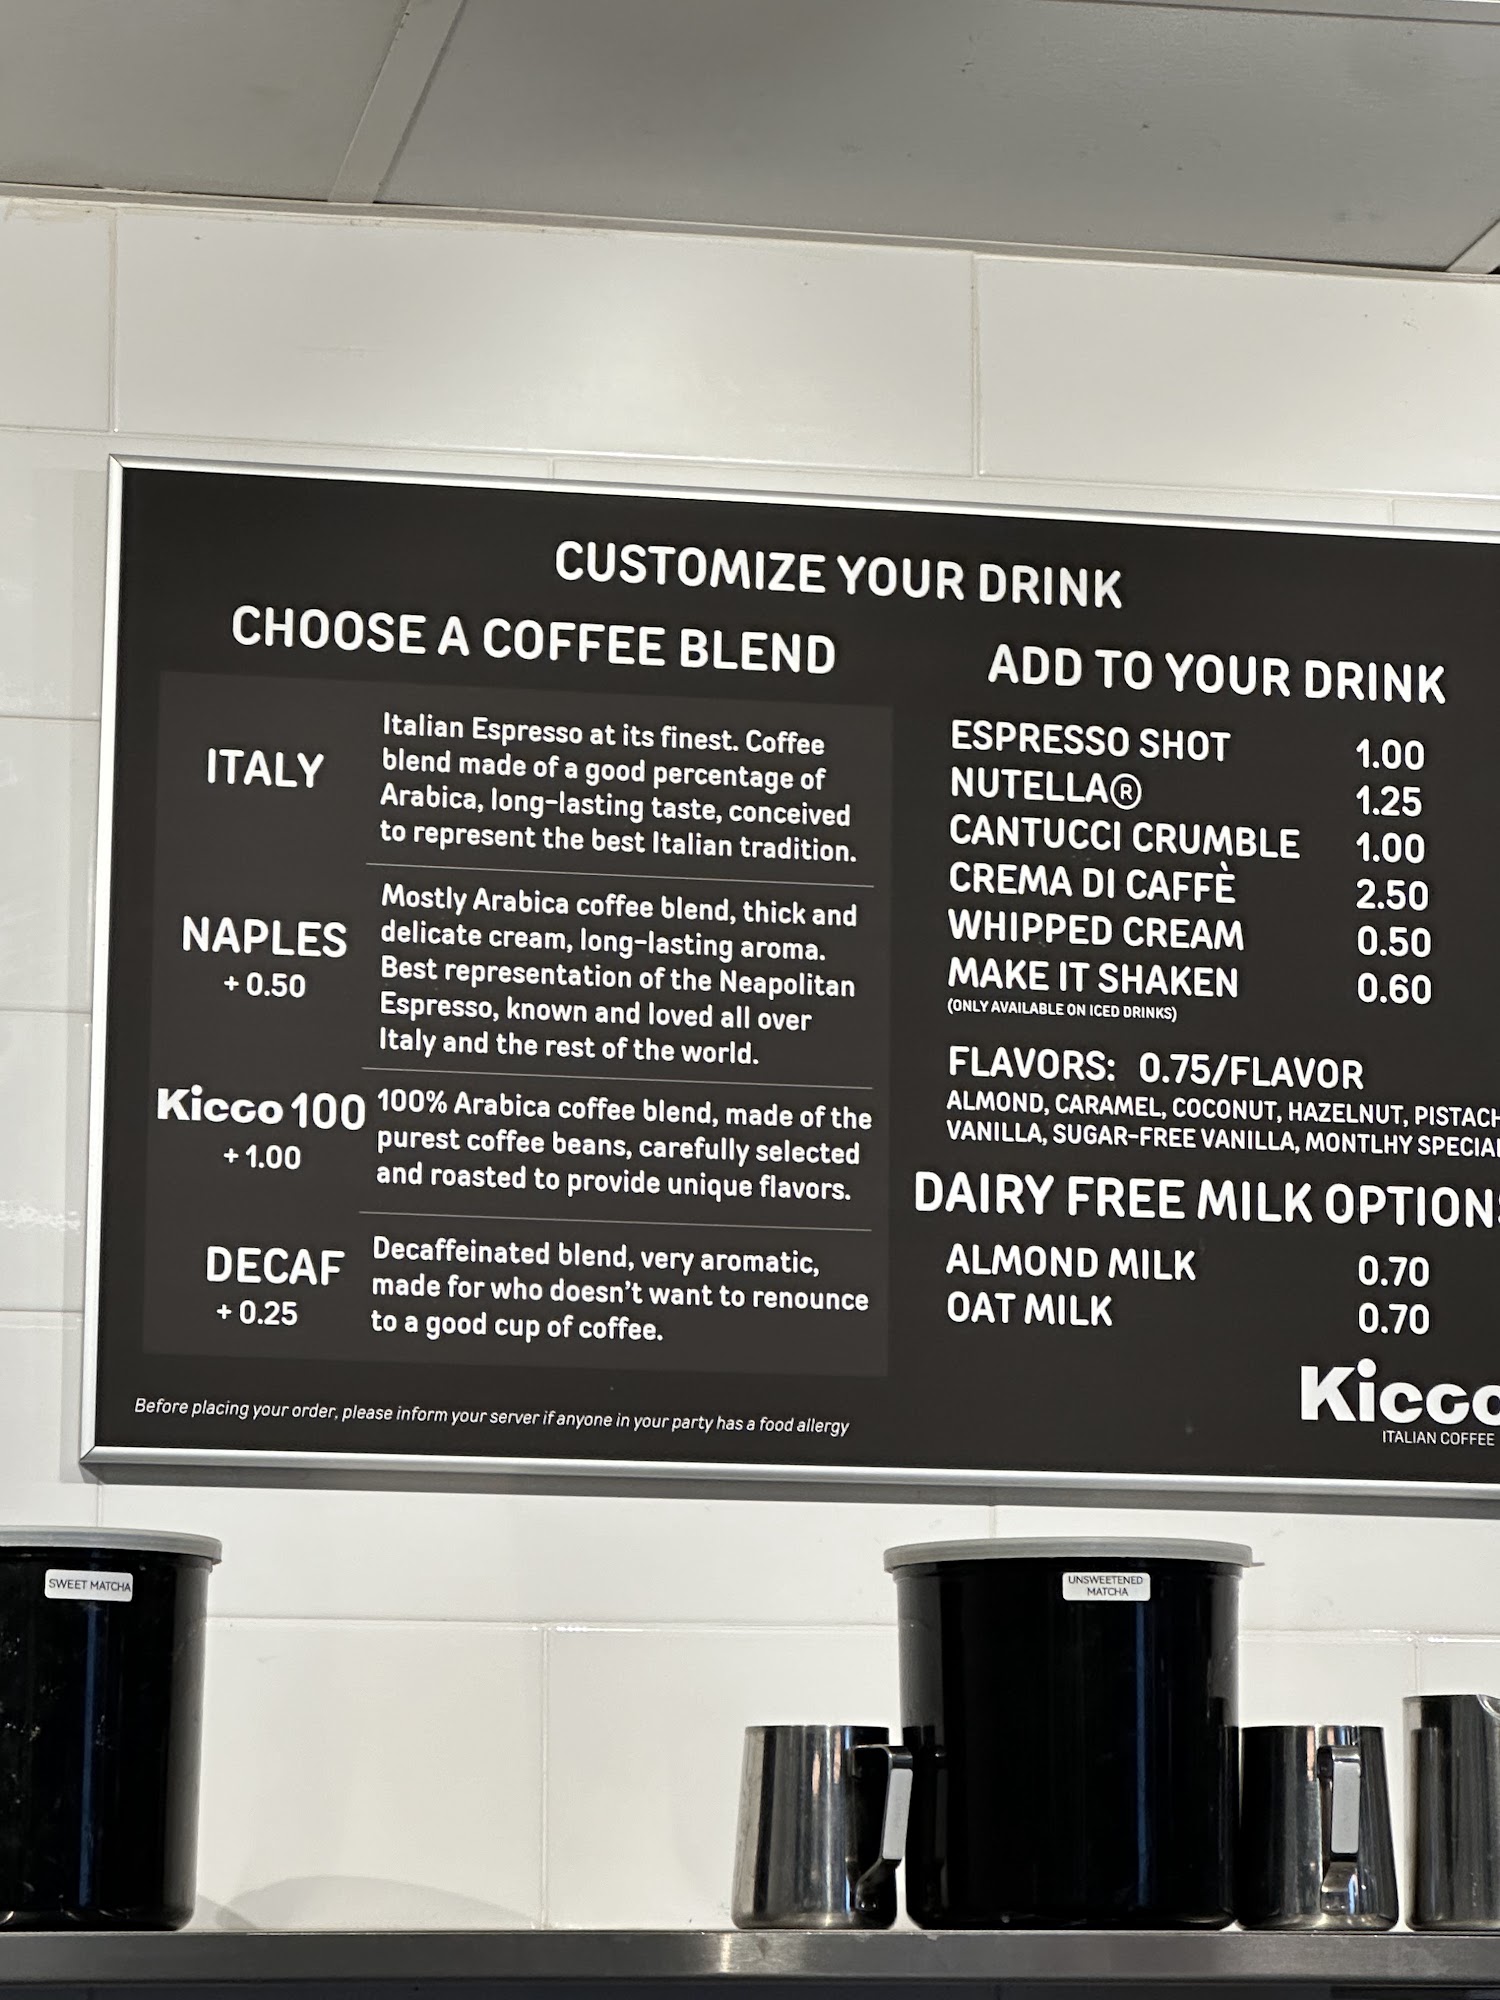 CUSTOMIZE YOUR DRINK
CHOOSE A COFFEE BLEND
ITALY
Italian Espresso at its finest. Coffee
blend made of a good percentage of
Arabica, long-lasting taste, conceived
to represent the best Italian tradition.
NAPLES
+ 0.50
Mostly Arabica coffee blend, thick and
delicate cream, long-lasting aroma.
Best representation of the Neapolitan
Espresso, known and loved all over
Italy and the rest of the world.
Kicco 100
+ 1.00
100% Arabica coffee blend, made of the
purest coffee beans, carefully selected
and roasted to provide unique flavors.
DECAF
+ 0.25
Decaffeinated blend, very aromatic,
made for who doesn't want to renounce
to a good cup of coffee.
Before placing your order, please inform your server if anyone in your party has a food allergy
ADD TO YOUR DRINK
ESPRESSO SHOT 1.00
NUTELLA® 1.25
CANTUCCI CRUMBLE 1.00
CREMA DI CAFFÈ 2.50
WHIPPED CREAM 0.50
MAKE IT SHAKEN 0.60
(ONLY AVAILABLE ON ICED DRINKS)
FLAVORS: 0.75/FLAVOR
ALMOND, CARAMEL, COCONUT, HAZELNUT, PISTACH
VANILLA, SUGAR-FREE VANILLA, MONTLHY SPECIAL
DAIRY FREE MILK OPTIONS
ALMOND MILK 0.70
OAT MILK 0.70
Kicco
ITALIAN COFFEE
SWEET MATCHA
UNSWEETENED
MATCHA